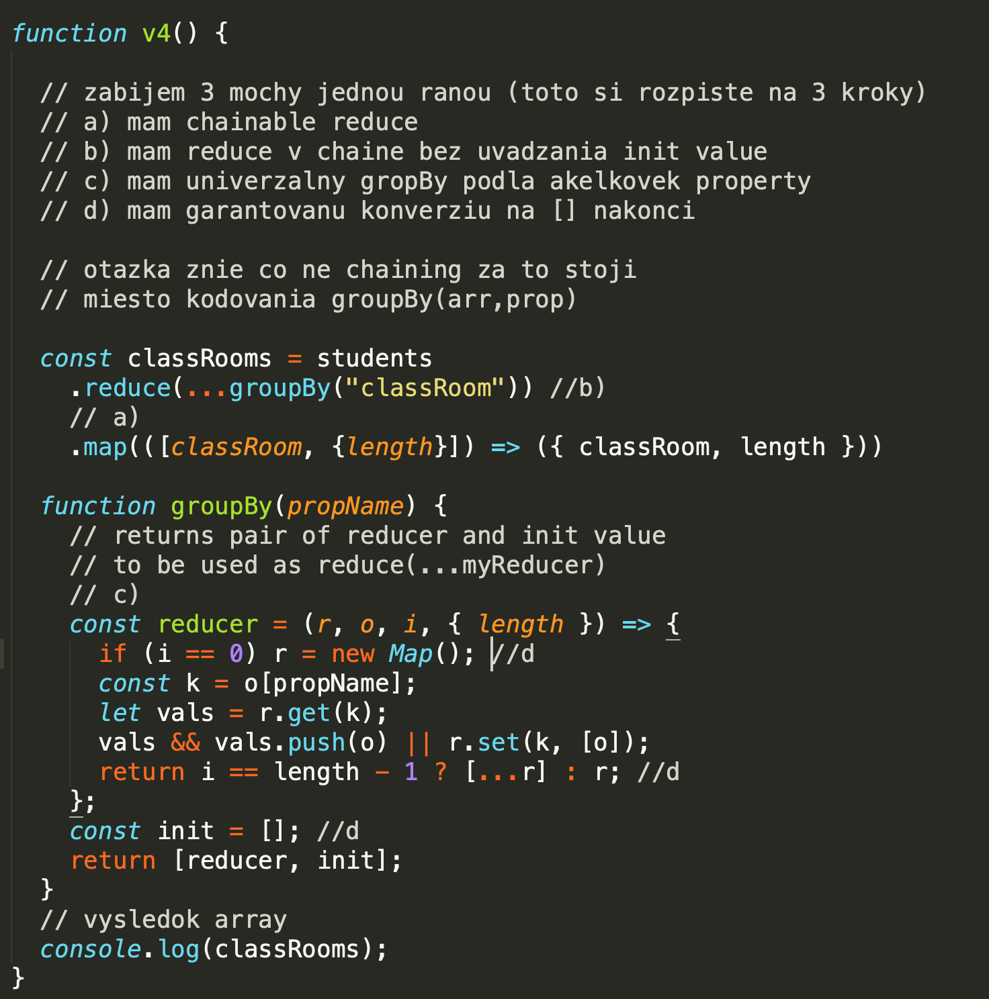 function v4() {
// zabijem 3 mochy jednou ranou (toto si rozpiste na 3 kroky)
// a) mam chainable reduce
// b) mam reduce v chaine bez uvadzania init value
// c) mam univerzalny gropBy podla akelkovek property
// d) mam garantovanu konverziu na [] nakonci
// otazka znie co ne chaining za to stoji
// miesto kodovania groupBy(arr,prop)
const classRooms = students
.reduce(...groupBy("classRoom")) //b)
// a)
.map(([classRoom, {length}]) => ({ classRoom, length }))
function groupBy(propName) {
// returns pair of reducer and init value
// to be used as reduce(...myReducer)
// c)
const reducer = (r, o, i, { length }) => {
if (i == 0) r = new Map(); //d
const k = o[propName];
let vals = r.get(k);
vals && vals.push(o) || r.set(k, [o]);
return i == length - 1 ? [...r] : r; //d
};
const init = []; //d
return [reducer, init];
}
// vysledok array
console.log(classRooms);
}